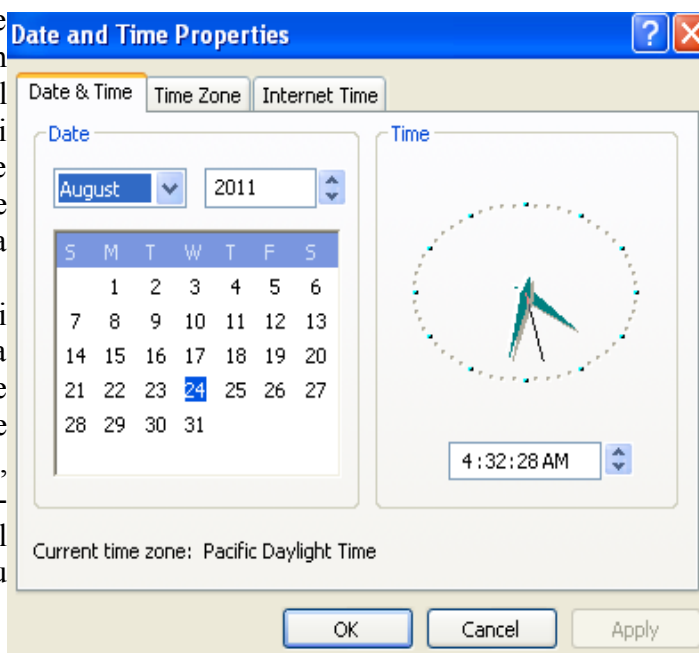 Date and Time Properties
Date & Time Time Zone Internet Time
Date
Time
August 2011
S M T W T F S
1 2 3 4 5 6
7 8 9 10 11 12 13
14 15 16 17 18 19 20
21 22 23 24 25 26 27
28 29 30 31
4:32:28 AM
Current time zone: Pacific Daylight Time
OK Cancel Apply